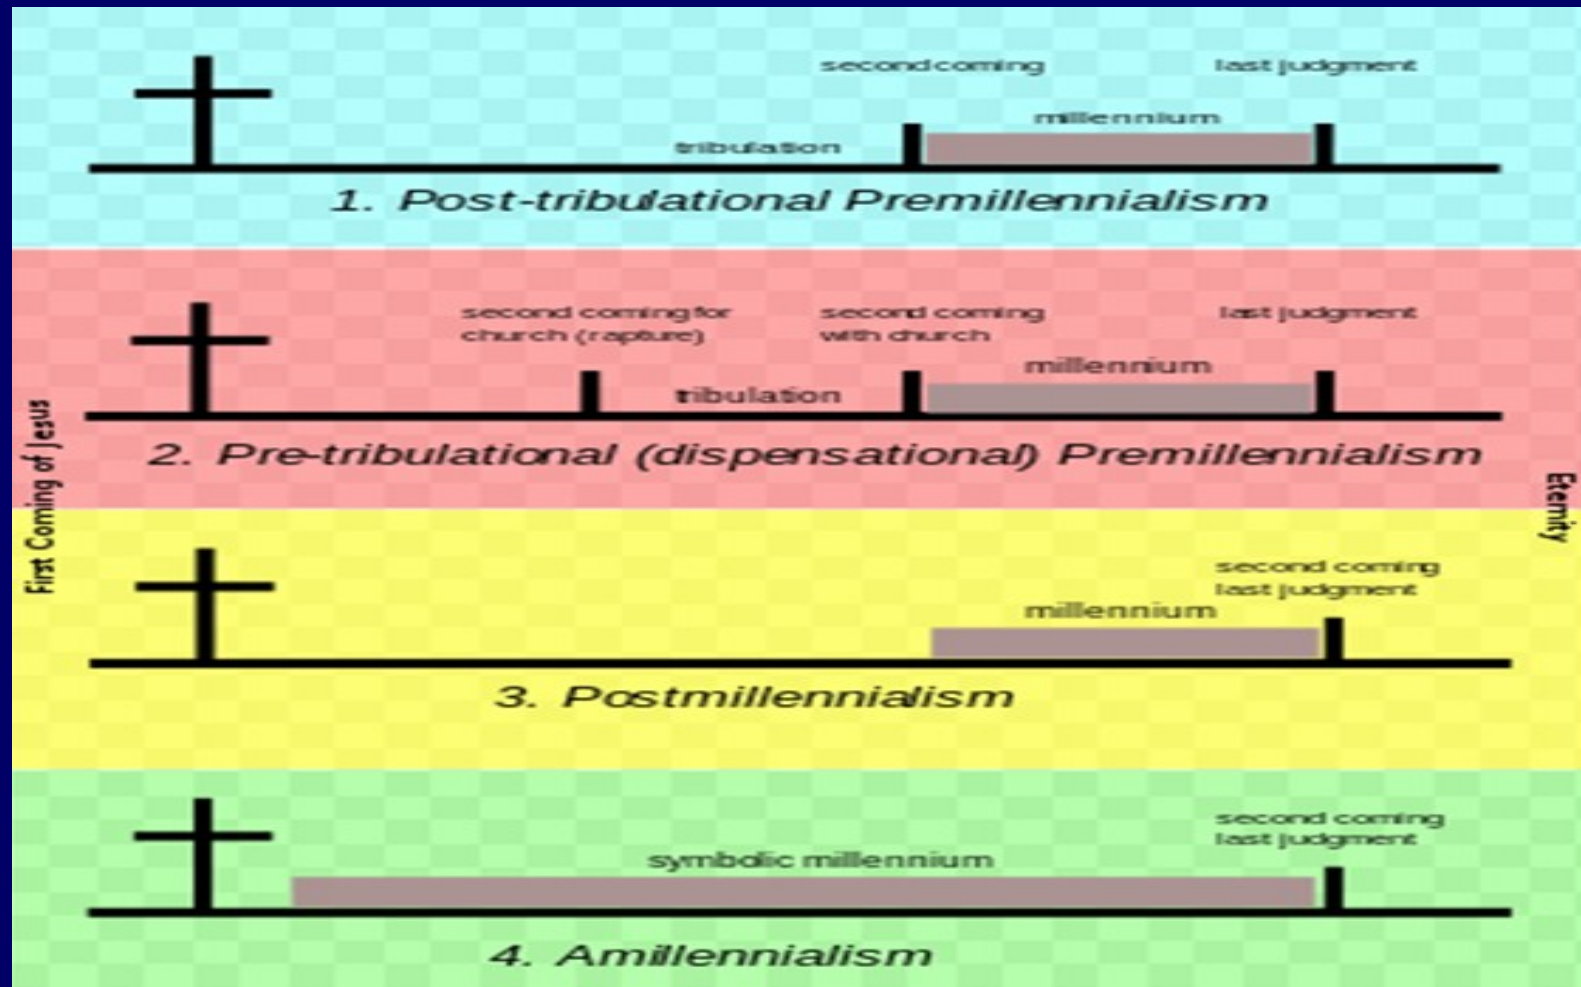 First Coming of Jesus
second coming
last judgment
millennium
tribulation
1. Post-tribulational Premillennialism
second coming for
church (rapture)
second coming
with church
last judgment
millennium
tribulation
2. Pre-tribulational (dispensational) Premillennialism
second coming
last judgment
millennium
3. Postmillennialism
second coming
last judgment
symbolic millennium
4. Amillennialism
Eternity